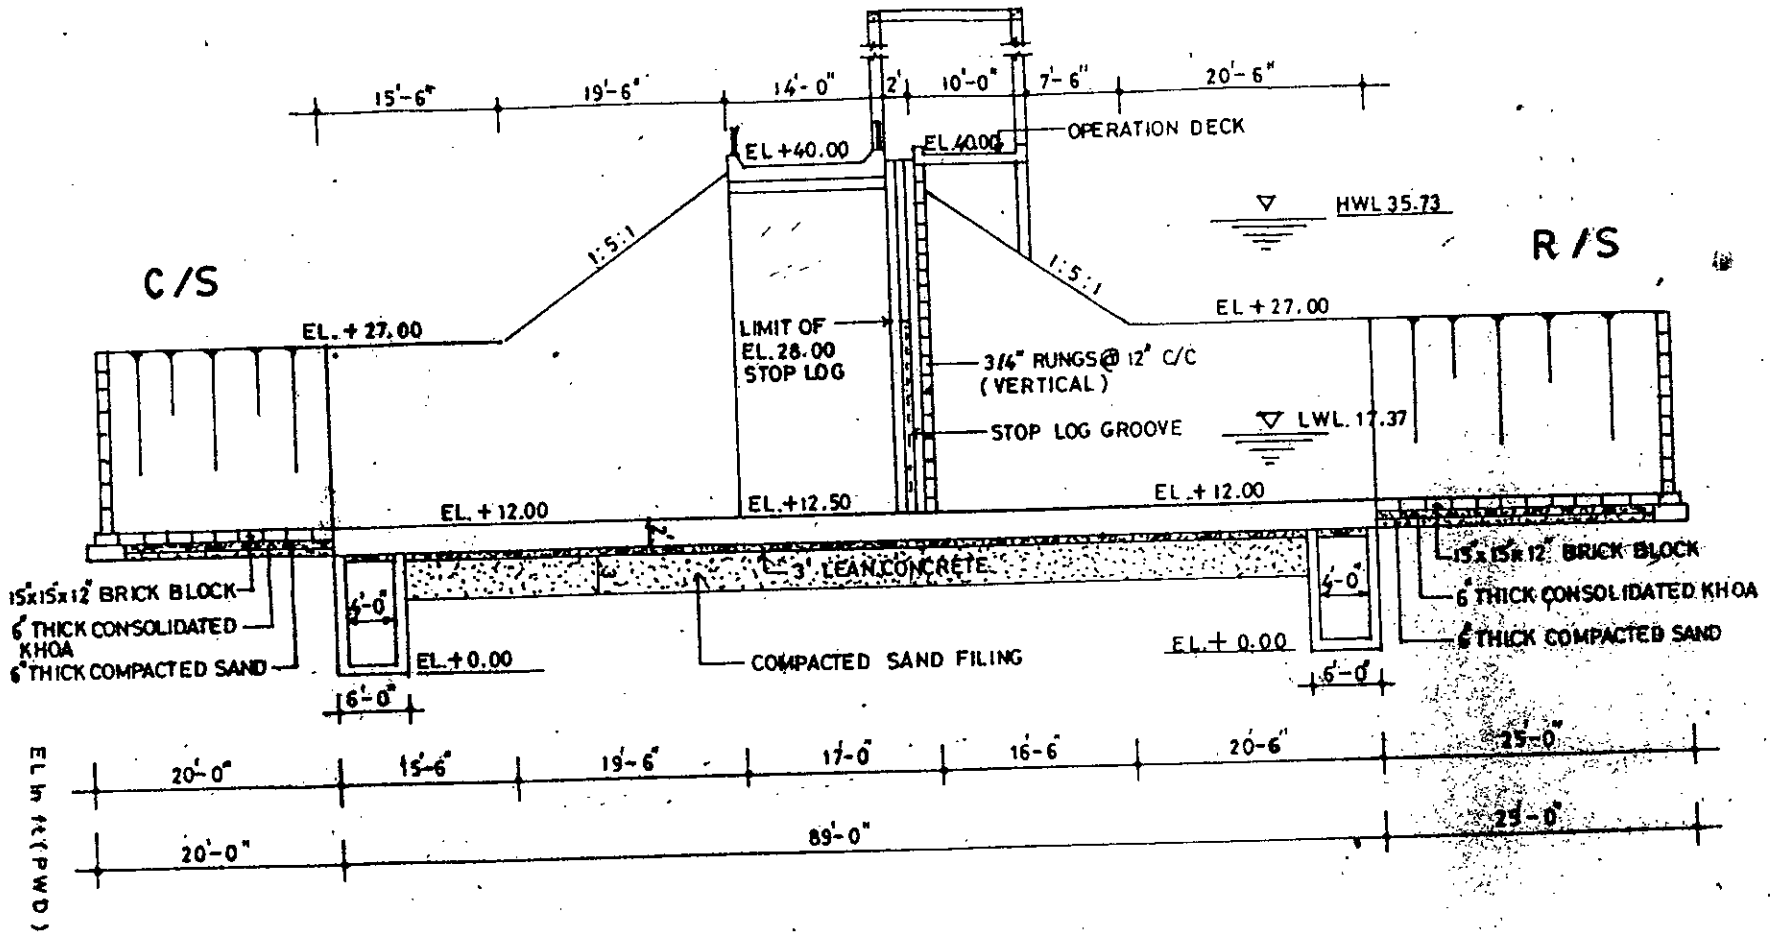 15'-6"
19'-6"
14'-0"
2'
10'-0"
7'-6"
20'-6"
OPERATION DECK
EL+40.00
EL.40.00
HWL 35.73
C/S
R/S
1:5:1
1:5:1
EL.+27.00
EL+27.00
LIMIT OF
EL.28.00
STOP LOG
3/4" RUNGS@ 12" C/C
(VERTICAL)
STOP LOG GROOVE
LWL. 17.37
EL.+12.00
EL.+12.50
EL.+12.00
2'
3'
3" LEAN CONCRETE
15"x15"x12" BRICK BLOCK
6" THICK CONSOLIDATED
KHOA
6" THICK COMPACTED SAND
4'-0"
4'-0"
15"x15"x12" BRICK BLOCK
6" THICK CONSOLIDATED KHOA
6" THICK COMPACTED SAND
EL.+0.00
EL.+ 0.00
COMPACTED SAND FILING
6'-0"
6'-0"
20'-0"
15'-6"
19'-6"
17'-0"
16'-6"
20'-6"
25'-0"
20'-0"
89'-0"
25'-0"
EL in ft(PWD)